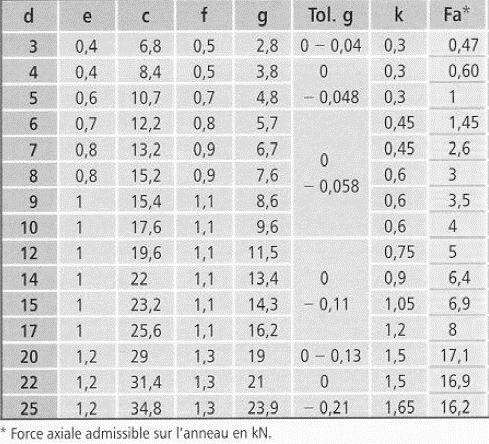 d e c f g Tol. g k Fa*
3 0,4 6,8 0,5 2,8 0 – 0,04 0,3 0,47
4 0,4 8,4 0,5 3,8 0 0,3 0,60
5 0,6 10,7 0,7 4,8 – 0,048 0,3 1
6 0,7 12,2 0,8 5,7 0,45 1,45
7 0,8 13,2 0,9 6,7 0,45 2,6
0
8 0,8 15,2 0,9 7,6 0,6 3
– 0,058
9 1 15,4 1,1 8,6 0,6 3,5
10 1 17,6 1,1 9,6 0,6 4
12 1 19,6 1,1 11,5 0,75 5
14 1 22 1,1 13,4 0 0,9 6,4
15 1 23,2 1,1 14,3 – 0,11 1,05 6,9
17 1 25,6 1,1 16,2 1,2 8
20 1,2 29 1,3 19 0 – 0,13 1,5 17,1
22 1,2 31,4 1,3 21 0 1,5 16,9
25 1,2 34,8 1,3 23,9 – 0,21 1,65 16,2
* Force axiale admissible sur l'anneau en kN.